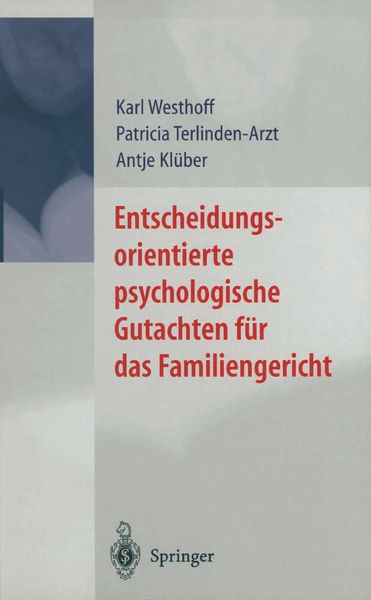 Karl Westhoff
Patricia Terlinden-Arzt
Antje Klüber
Entscheidungs-
orientierte
psychologische
Gutachten für
das Familiengericht
Springer